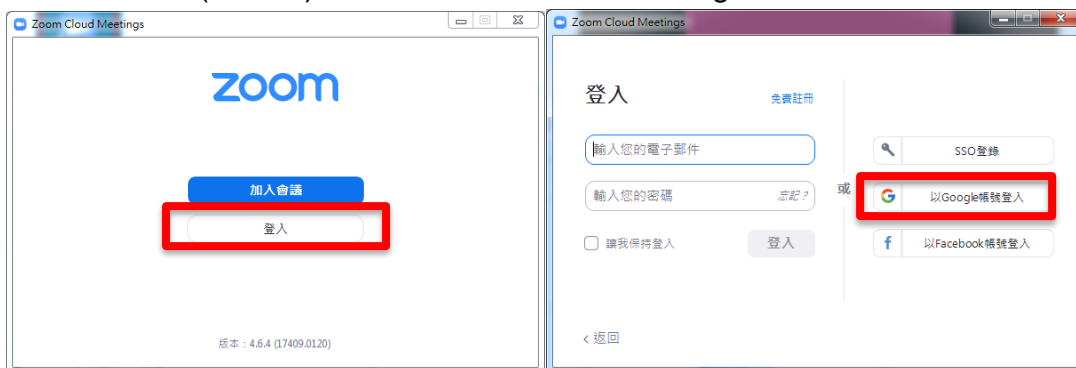 Zoom Cloud Meetings
zoom
加入會議
登入
版本：4.6.4 (17409.0120)
Zoom Cloud Meetings
登入
免費註冊
輸入您的電子郵件
輸入您的密碼
忘記？
讓我保持登入
登入
或
SSO登錄
以Google帳號登入
以Facebook帳號登入
< 返回